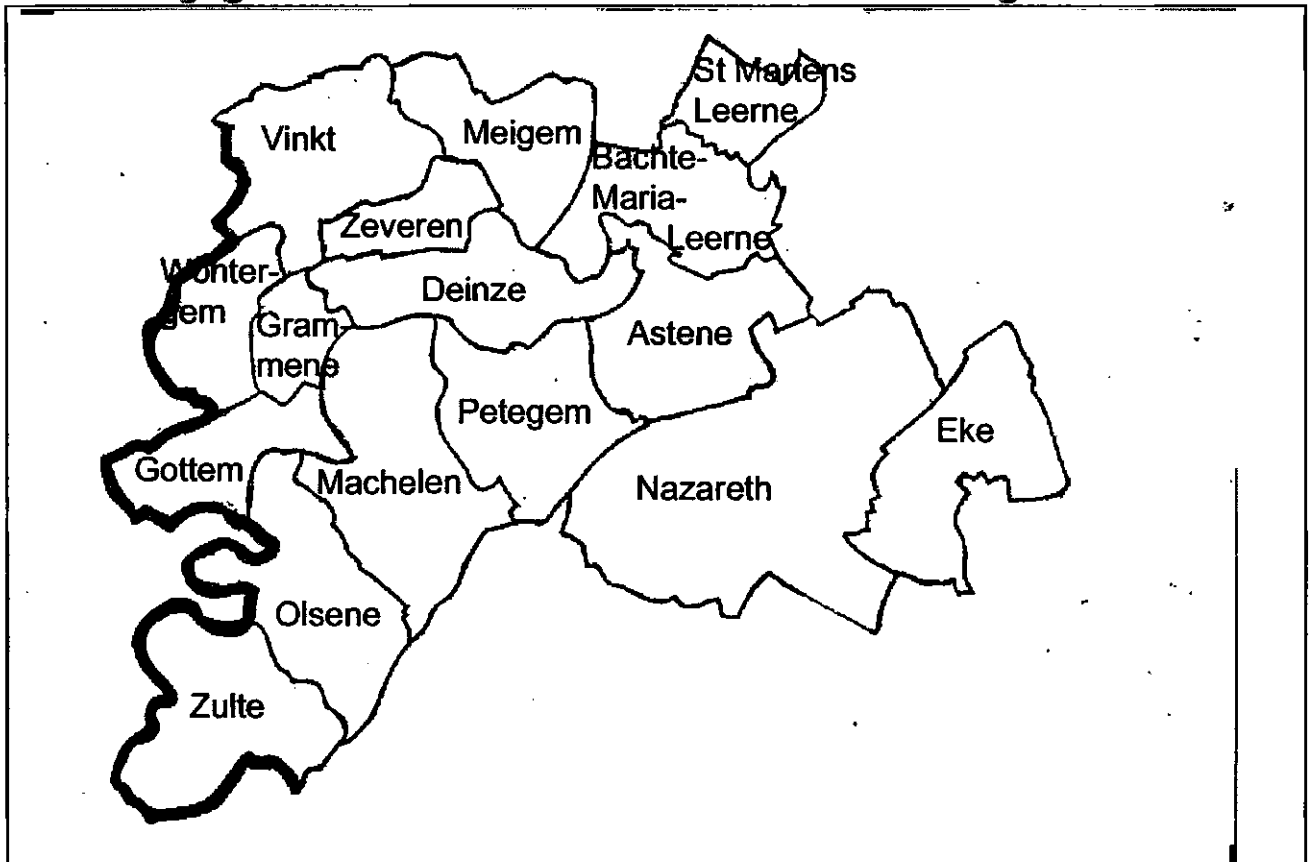 St Martens
Leerne
Vinkt
Meigem
Bachte-
Maria-
Leerne
Zeveren
Wonter-
gem
Deinze
Gram-
mene
Astene
Petegem
Eke
Gottem
Machelen
Nazareth
Olsene
Zulte